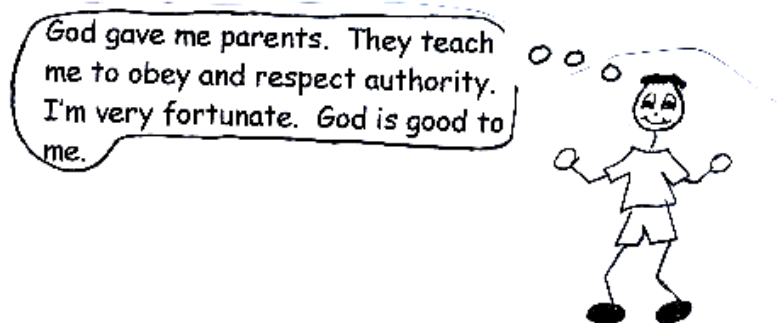 God gave me parents.  They teach
me to obey and respect authority.
I'm very fortunate.  God is good to
me.